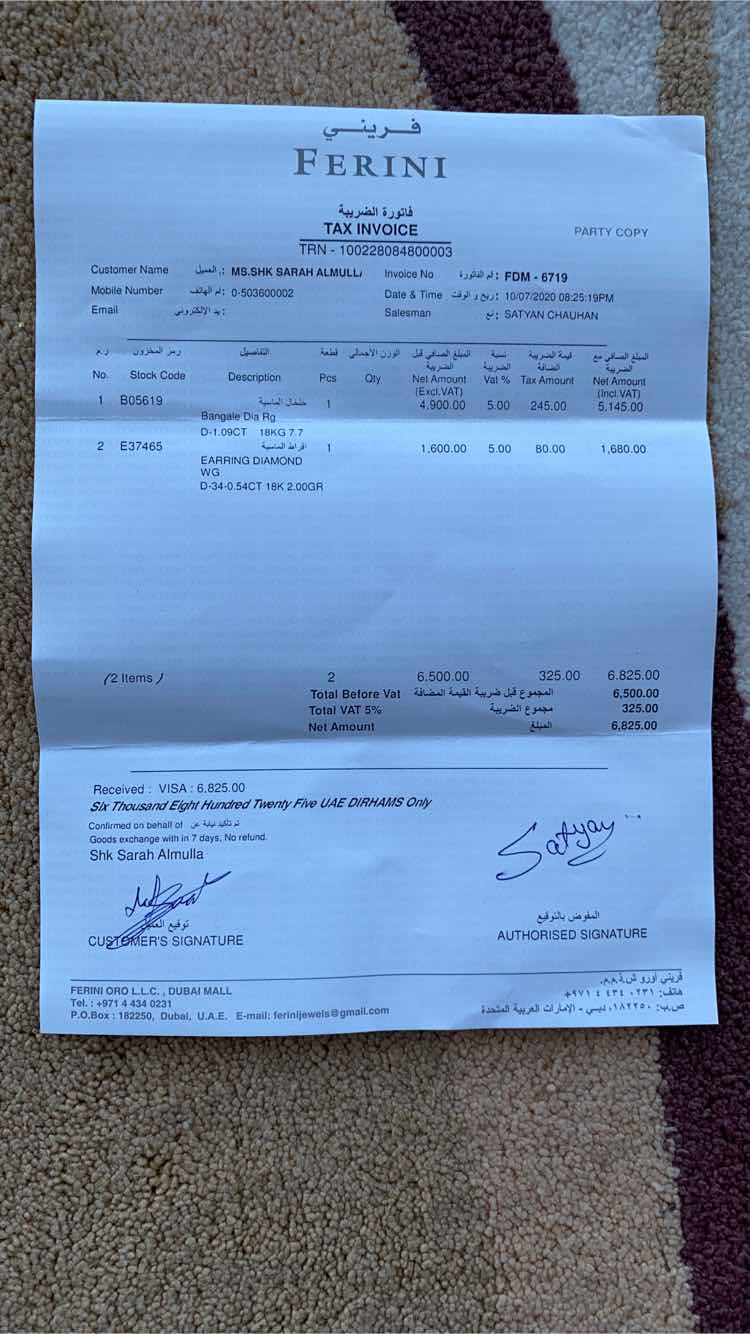 فريني
FERINI
فاتورة الضريبة
TAX INVOICE
PARTY COPY
TRN - 100228084800003
Customer Name العميل : MS.SHK SARAH ALMULL
Invoice No رقم الفاتورة : FDM - 6719
Mobile Number رقم الهاتف : 0-503600002
Date & Time الوقت : 10/07/2020 08:25:19PM
Email
Salesman : SATYAN CHAUHAN
ر.م رمز المخزون التفاصيل قطعة الوزن الأجمالي المبلغ الصافي قبل الضريبة نسبة الضريبة قيمة الضريبة المضافة المبلغ الصافي مع الضريبة
No. Stock Code Description Pcs Qty Net Amount (Excl.VAT) Vat % Tax Amount Net Amount (Incl.VAT)
1 B05619 خلخال الماسية 1 4,900.00 5.00 245.00 5,145.00
Bangale Dia Rg
D-1.09CT 18KG 7.7
2 E37465 اقراط الماسية 1 1,600.00 5.00 80.00 1,680.00
EARRING DIAMOND
WG
D-34-0.54CT 18K 2.00GR
(2 Items) 2 6,500.00 325.00 6,825.00
Total Before Vat المجموع قبل ضريبة القيمة المضافة 6,500.00
Total VAT 5% مجموع الضريبة 325.00
Net Amount المبلغ 6,825.00
Received : VISA : 6,825.00
Six Thousand Eight Hundred Twenty Five UAE DIRHAMS Only
Confirmed on behalf of تم تأكيد نيابة عن
Goods exchange with in 7 days, No refund.
Shk Sarah Almulla
Satyan
توقيع العميل
CUSTOMER'S SIGNATURE
المفوض بالتوقيع
AUTHORISED SIGNATURE
FERINI ORO L.L.C. , DUBAI MALL
Tel. : +971 4 434 0231
P.O.Box : 182250, Dubai, U.A.E. E-mail: ferinijewels@gmail.com
فريني أورو ش.ذ.م.م.
هاتف: ٠٢٣١ ٤٣٤ ٤ ٩٧١+
ص.ب: ١٨٢٢٥٠، دبي - الإمارات العربية المتحدة